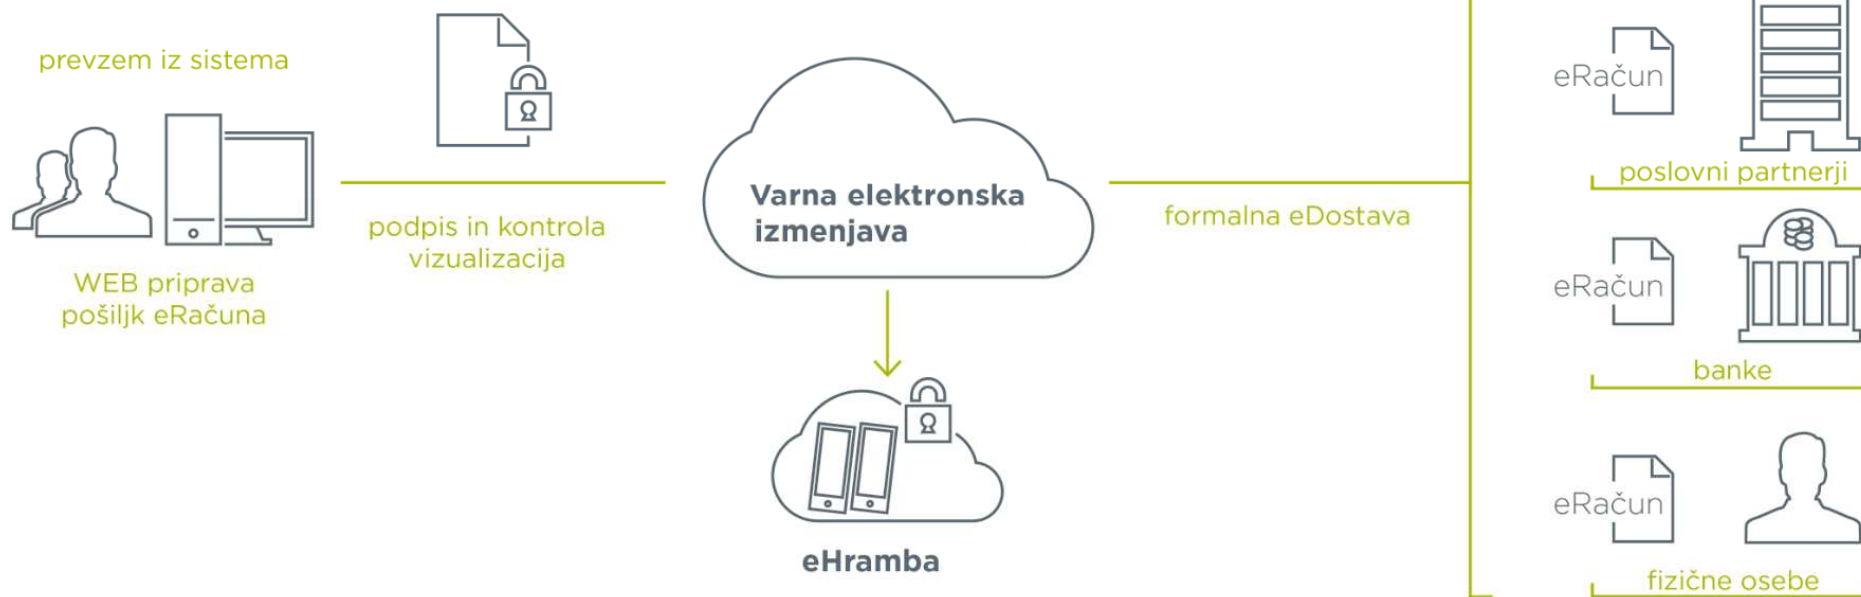 prevzem iz sistema
WEB priprava
pošiljk eRačuna
podpis in kontrola
vizualizacija
Varna elektronska
izmenjava
eHramba
formalna eDostava
eRačun
poslovni partnerji
eRačun
banke
eRačun
fizične osebe